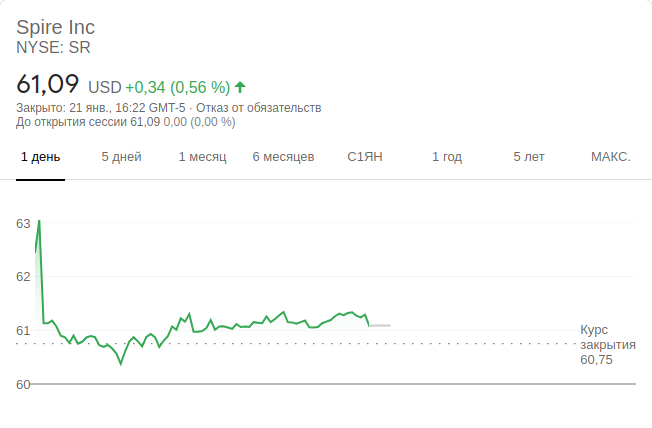 Spire Inc
NYSE: SR
61,09 USD +0,34 (0,56 %)
Закрыто: 21 янв., 16:22 GMT-5 · Отказ от обязательств
До открытия сессии 61,09 0,00 (0,00 %)
1 день 5 дней 1 месяц 6 месяцев С1ЯН 1 год 5 лет МАКС.
63
62
61
60
Курс
закрытия
60,75